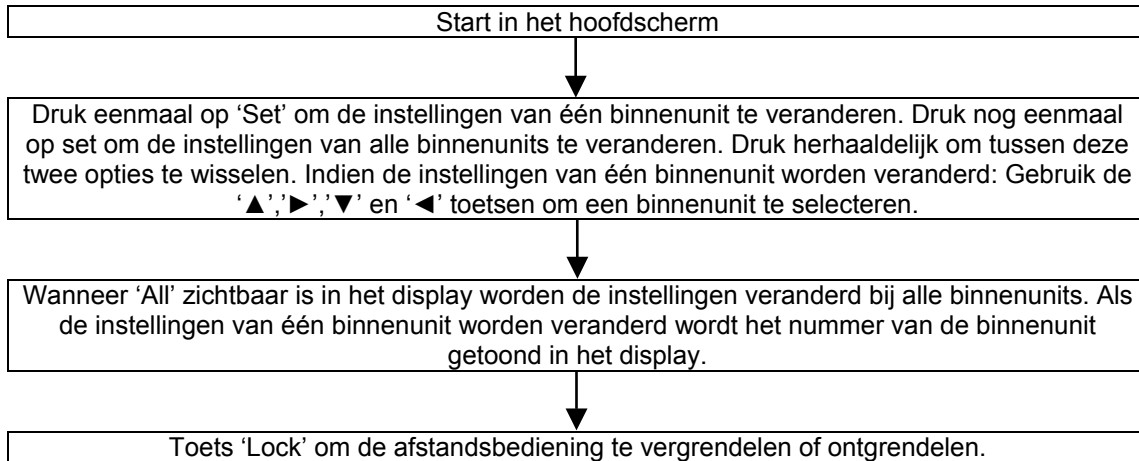 Start in het hoofdscherm
Druk eenmaal op ‘Set’ om de instellingen van één binnenunit te veranderen. Druk nog eenmaal
op set om de instellingen van alle binnenunits te veranderen. Druk herhaaldelijk om tussen deze
twee opties te wisselen. Indien de instellingen van één binnenunit worden veranderd: Gebruik de
‘▲’,’►’,’▼’ en ‘◄’ toetsen om een binnenunit te selecteren.
Wanneer ‘All’ zichtbaar is in het display worden de instellingen veranderd bij alle binnenunits. Als
de instellingen van één binnenunit worden veranderd wordt het nummer van de binnenunit
getoond in het display.
Toets ‘Lock’ om de afstandsbediening te vergrendelen of ontgrendelen.